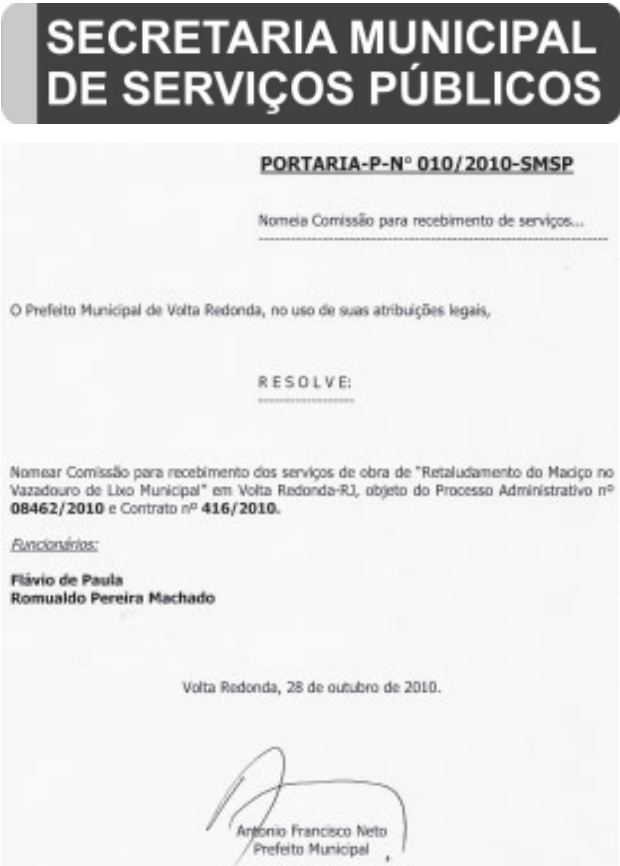 SECRETARIA MUNICIPAL
DE SERVIÇOS PÚBLICOS
PORTARIA-P-Nº 010/2010-SMSP
Nomeia Comissão para recebimento de serviços...
O Prefeito Municipal de Volta Redonda, no uso de suas atribuições legais,
R E S O L V E:
Nomear Comissão para recebimento dos serviços de obra de "Retaludamento do Maciço no
Vazadouro de Lixo Municipal" em Volta Redonda-RJ, objeto do Processo Administrativo nº
08462/2010 e Contrato nº 416/2010.
Funcionários:
Flávio de Paula
Romualdo Pereira Machado
Volta Redonda, 28 de outubro de 2010.
Antonio Francisco Neto
Prefeito Municipal